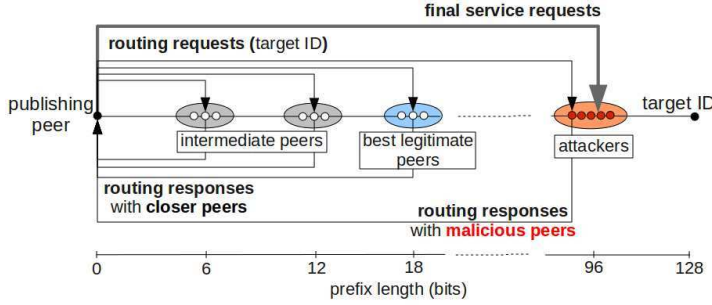 final service requests
routing requests (target ID)
publishing
peer
target ID
intermediate peers
best legitimate
peers
attackers
routing responses
with closer peers
routing responses
with malicious peers
0
6
12
18
96
128
prefix length (bits)